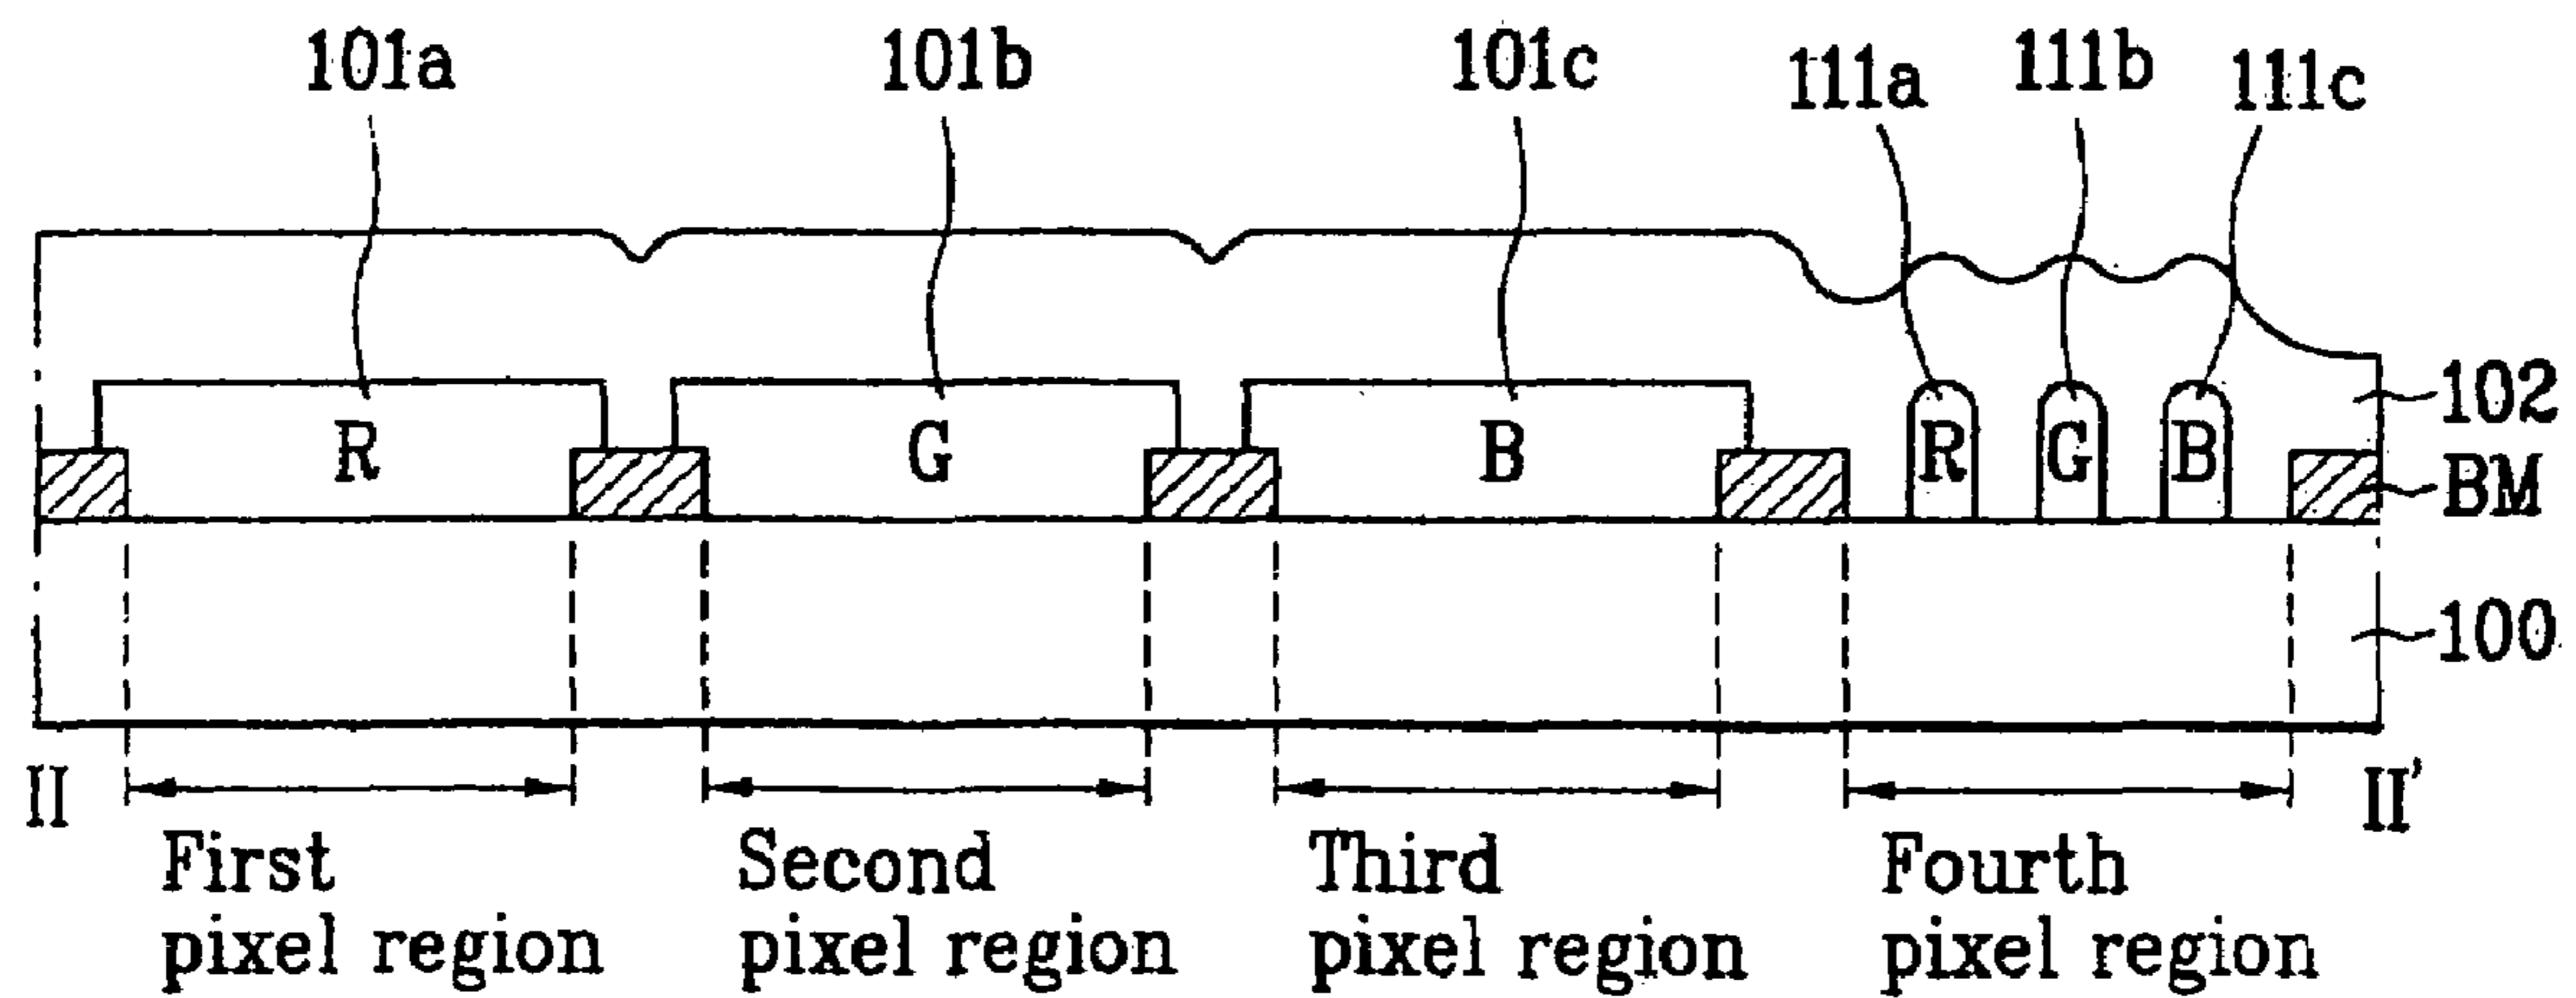 101a 101b 101c 111a 111b 111c
R G B R G B
102
BM
100
II II'
First Second Third Fourth
pixel region pixel region pixel region pixel region